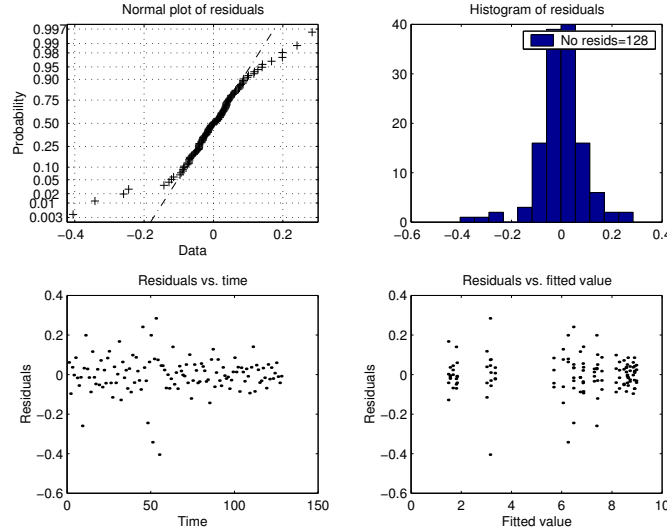 Normal plot of residuals
0.997
0.99
0.98
0.95
0.90
0.75
0.50
0.25
0.10
0.05
0.02
0.01
0.003
Probability
−0.4 −0.2 0 0.2
Data
Histogram of residuals
40
30
20
10
0
No resids=128
−0.6 −0.4 −0.2 0 0.2 0.4
Residuals vs. time
0.4
0.2
0
−0.2
−0.4
−0.6
Residuals
0 50 100 150
Time
Residuals vs. fitted value
0.4
0.2
0
−0.2
−0.4
−0.6
Residuals
0 2 4 6 8 10
Fitted value